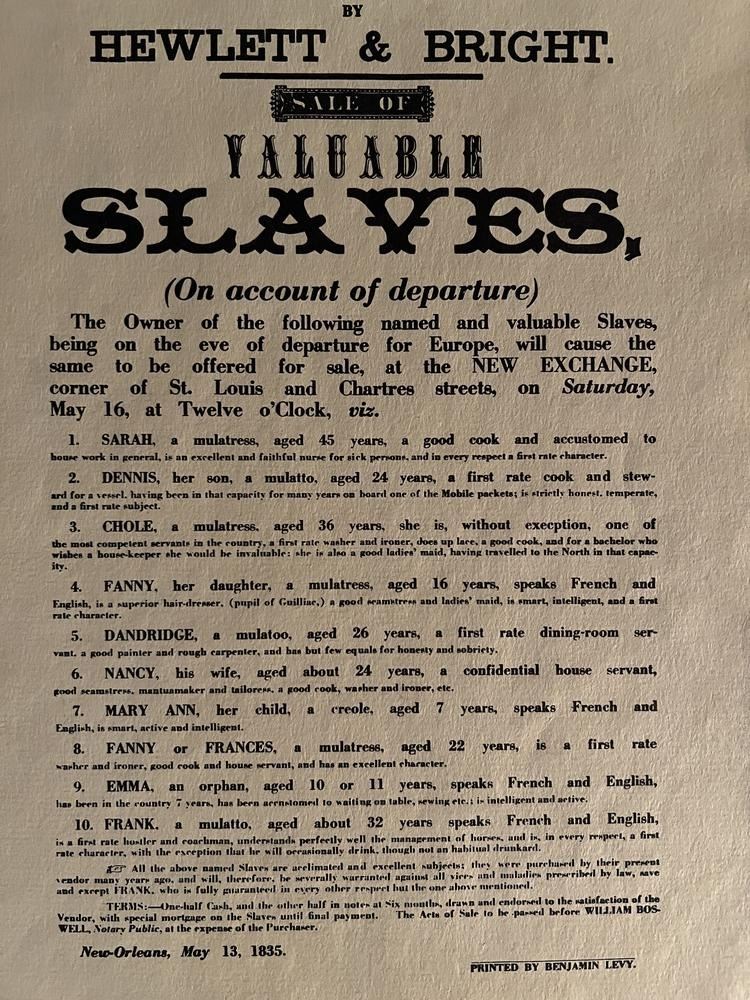 BY
HEWLETT & BRIGHT.
SALE OF
VALUABLE
SLAVES,
(On account of departure)
The Owner of the following named and valuable Slaves,
being on the eve of departure for Europe, will cause the
same to be offered for sale, at the NEW EXCHANGE,
corner of St. Louis and Chartres streets, on Saturday,
May 16, at Twelve o'Clock, viz.
1. SARAH, a mulatress, aged 45 years, a good cook and accustomed to
house work in general, is an excellent and faithful nurse for sick persons, and in every respect a first rate character.
2. DENNIS, her son, a mulatto, aged 24 years, a first rate cook and stew-
ard for a vessel, having been in that capacity for many years on board one of the Mobile packets; is strictly honest, temperate,
and a first rate subject.
3. CHOLE, a mulatress, aged 36 years, she is, without execption, one of
the most competent servants in the country, a first rate washer and ironer, does up lace, a good cook, and for a bachelor who
wishes a house-keeper she would be invaluable; she is also a good ladies' maid, having travelled to the North in that capac-
ity.
4. FANNY, her daughter, a mulatress, aged 16 years, speaks French and
English, is a superior hair-dresser, (pupil of Guilliac,) a good seamstress and ladies' maid, is smart, intelligent, and a first
rate character.
5. DANDRIDGE, a mulatoo, aged 26 years, a first rate dining-room ser-
vant, a good painter and rough carpenter, and has but few equals for honesty and sobriety.
6. NANCY, his wife, aged about 24 years, a confidential house servant,
good seamstress, mantuamaker and tailoress, a good cook, washer and ironer, etc.
7. MARY ANN, her child, a creole, aged 7 years, speaks French and
English, is smart, active and intelligent.
8. FANNY or FRANCES, a mulatress, aged 22 years, is a first rate
washer and ironer, good cook and house servant, and has an excellent character.
9. EMMA, an orphan, aged 10 or 11 years, speaks French and English,
has been in the country 7 years, has been accustomed to waiting on table, sewing etc.; is intelligent and active.
10. FRANK, a mulatto, aged about 32 years speaks French and English,
is a first rate hostler and coachman, understands perfectly well the management of horses, and is, in every respect, a first
rate character, with the exception that he will occasionally drink, though not an habitual drunkard.
☞ All the above named Slaves are acclimated and excellent subjects; they were purchased by their present
vendor many years ago, and will, therefore, be severally warranted against all vices and maladies prescribed by law, save
and except FRANK, who is fully guaranteed in every other respect but the one above mentioned.
TERMS:—One-half Cash, and the other half in notes at Six months, drawn and endorsed to the satisfaction of the
Vendor, with special mortgage on the Slaves until final payment. The Acts of Sale to be passed before WILLIAM BOS-
WELL, Notary Public, at the expense of the Purchaser.
New-Orleans, May 13, 1835.
PRINTED BY BENJAMIN LEVY.